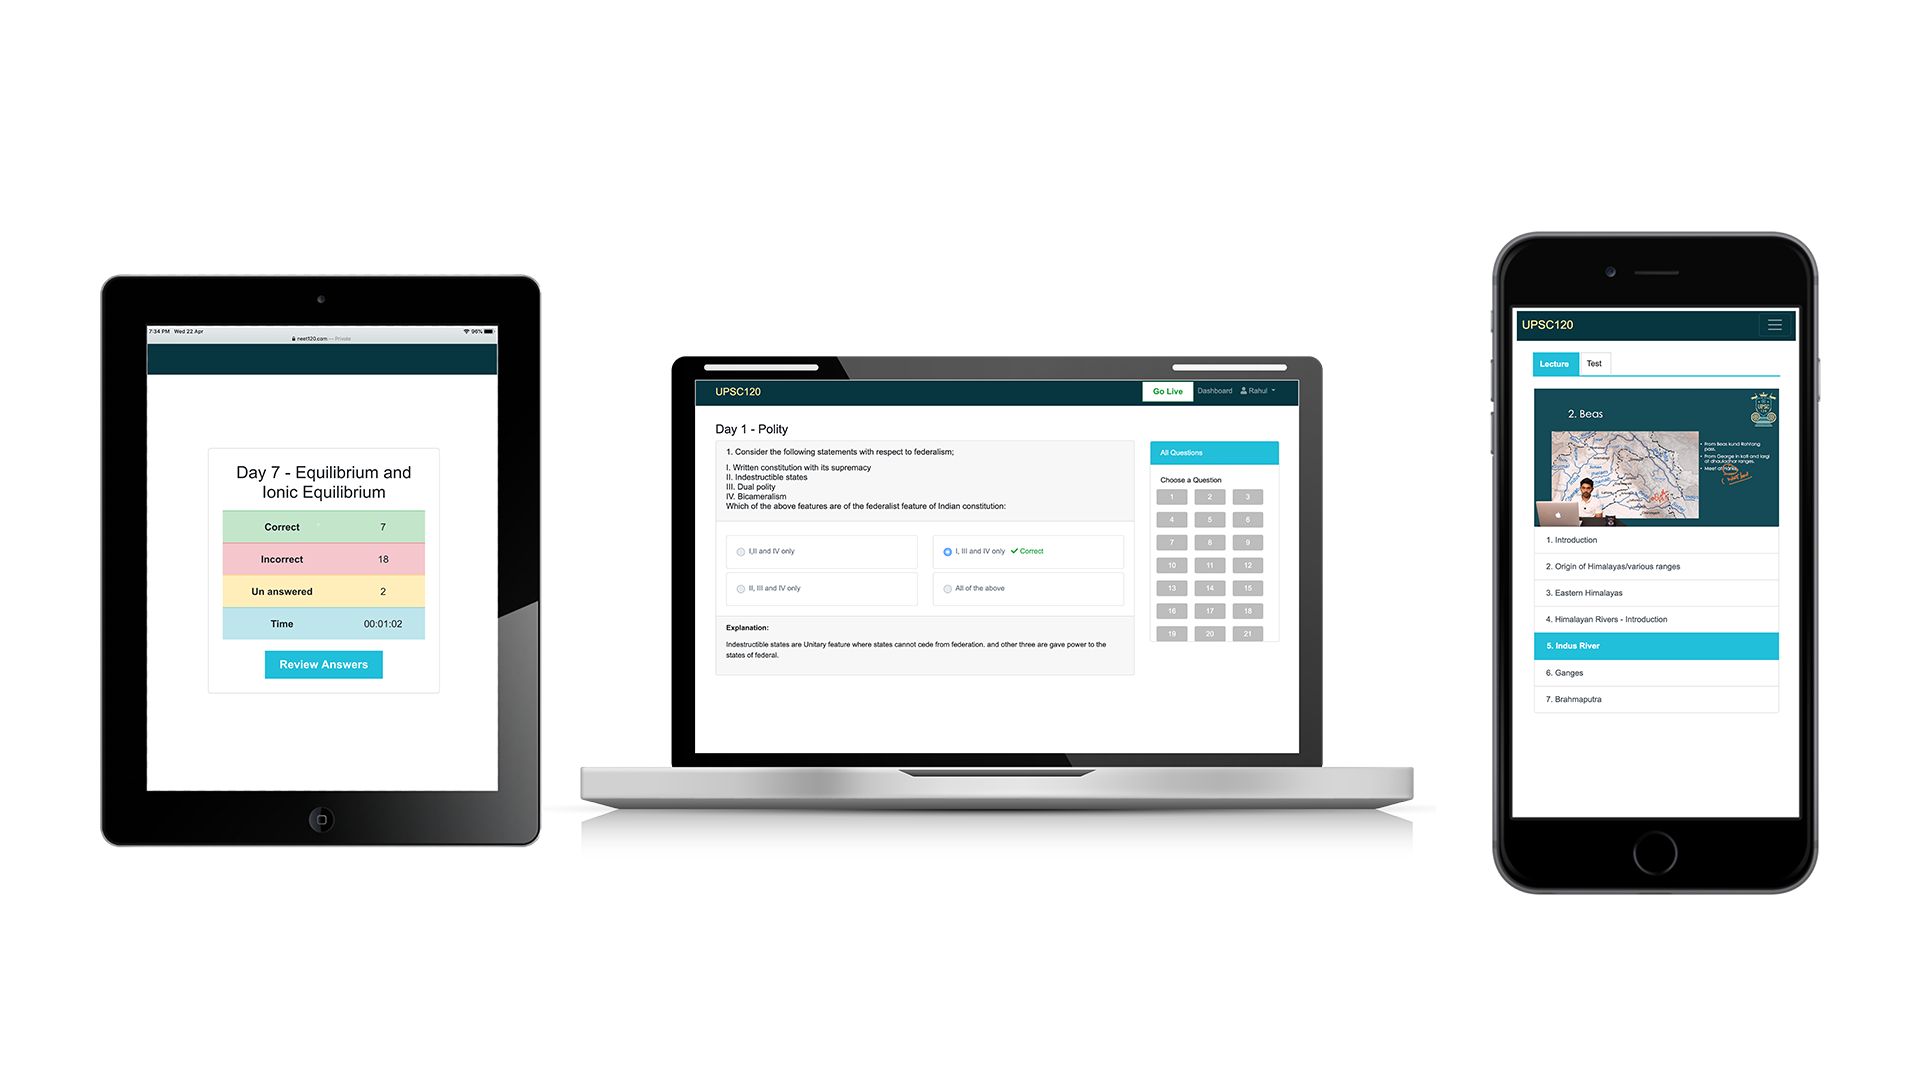 7:34 PM Wed 22 Apr
96%
neet120.com — Private
Day 7 - Equilibrium and
Ionic Equilibrium
Correct 7
Incorrect 18
Un answered 2
Time 00:01:02
Review Answers
UPSC120
Go Live Dashboard Rahul
Day 1 - Polity
1. Consider the following statements with respect to federalism;
I. Written constitution with its supremacy
II. Indestructible states
III. Dual polity
IV. Bicameralism
Which of the above features are of the federalist feature of Indian constitution:
I,II and IV only
I, III and IV only Correct
II, III and IV only
All of the above
Explanation:
Indestructible states are Unitary feature where states cannot cede from federation. and other three are gave power to the
states of federal.
All Questions
Choose a Question
1 2 3
4 5 6
7 8 9
10 11 12
13 14 15
16 17 18
19 20 21
UPSC120
Lecture Test
2. Beas
UPSC
120
From Beas kund Rohtang
pass.
From George in kati and largi
of dhauladhar ranges.
Meet at
1. Introduction
2. Origin of Himalayas/various ranges
3. Eastern Himalayas
4. Himalayan Rivers - Introduction
5. Indus River
6. Ganges
7. Brahmaputra